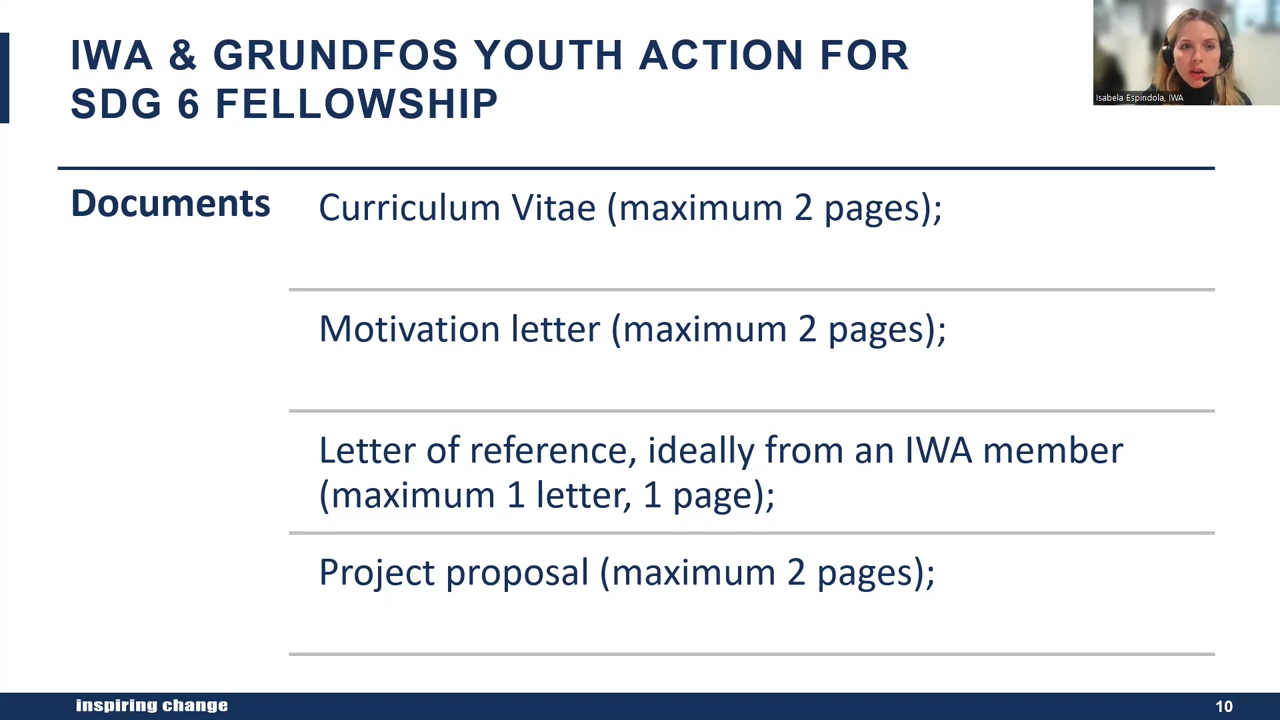 IWA & GRUNDFOS YOUTH ACTION FOR
SDG 6 FELLOWSHIP
Isabela Espindola, IWA
Documents
Curriculum Vitae (maximum 2 pages);
Motivation letter (maximum 2 pages);
Letter of reference, ideally from an IWA member
(maximum 1 letter, 1 page);
Project proposal (maximum 2 pages);
inspiring change
10